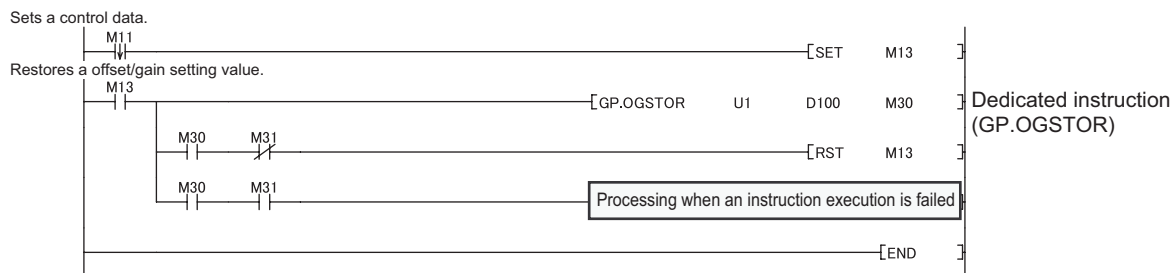 Sets a control data.
M11
SET M13
Restores a offset/gain setting value.
M13
GP.OGSTOR U1 D100 M30
Dedicated instruction
(GP.OGSTOR)
M30 M31
RST M13
M30 M31
Processing when an instruction execution is failed
END